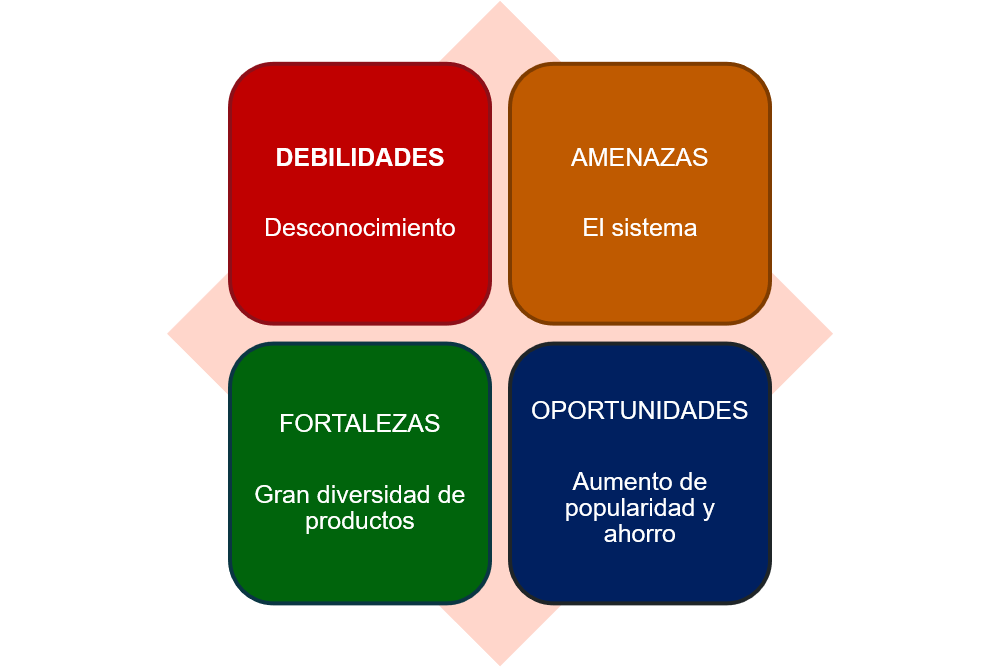 DEBILIDADES
Desconocimiento
AMENAZAS
El sistema
FORTALEZAS
Gran diversidad de
productos
OPORTUNIDADES
Aumento de
popularidad y
ahorro